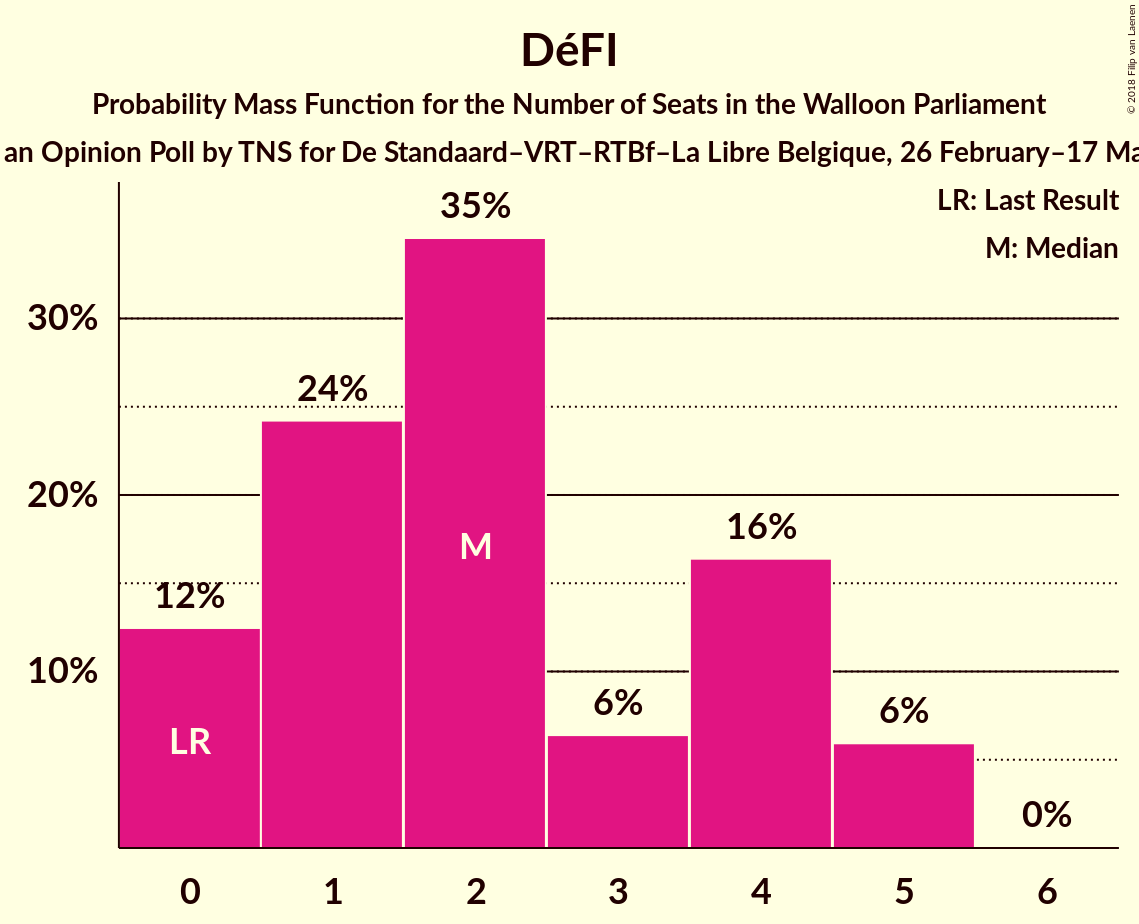 DéFI
Probability Mass Function for the Number of Seats in the Walloon Parliament
an Opinion Poll by TNS for De Standaard–VRT–RTBf–La Libre Belgique, 26 February–17 Ma
© 2018 Filip van Laenen
LR: Last Result
M: Median
35%
30%
24%
20%
16%
M
12%
10%
6%
6%
LR
0%
0 1 2 3 4 5 6